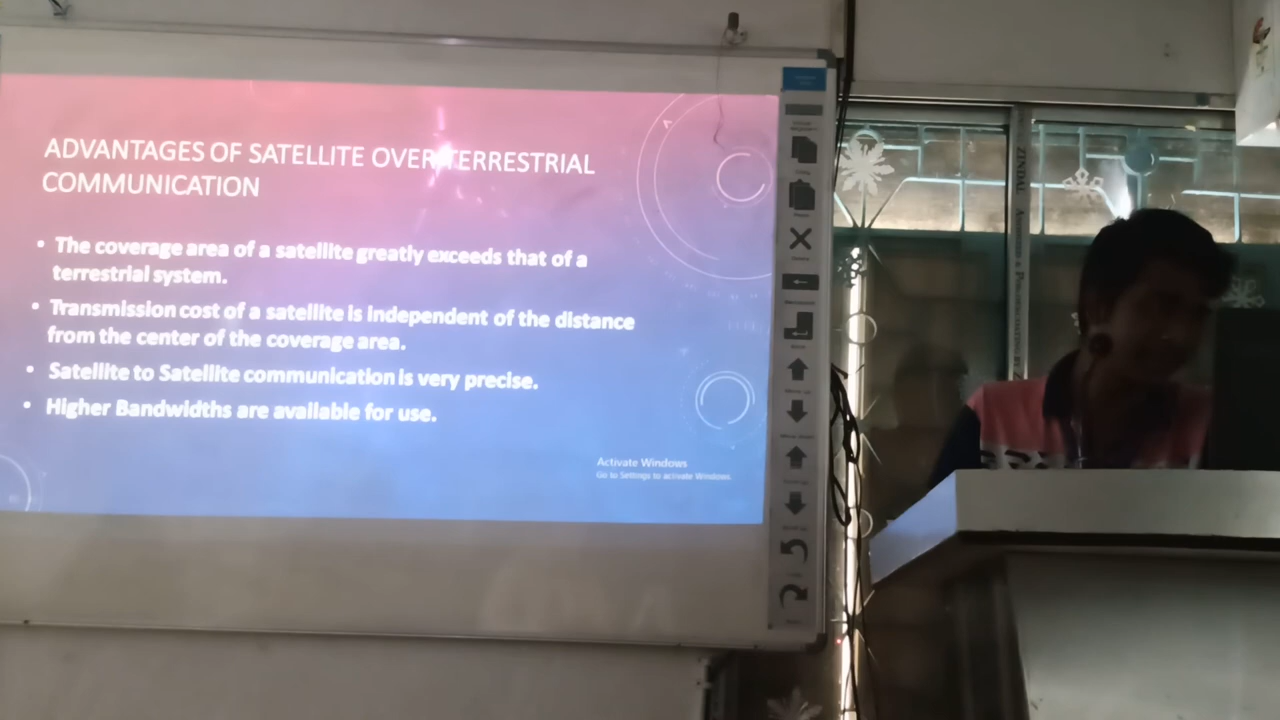 ADVANTAGES OF SATELLITE OVER TERRESTRIAL
COMMUNICATION
• The coverage area of a satellite greatly exceeds that of a
terrestrial system.
• Transmission cost of a satellite is independent of the distance
from the center of the coverage area.
• Satellite to Satellite communication is very precise.
• Higher Bandwidths are available for use.
Activate Windows
Go to Settings to activate Windows.
ZINDAL